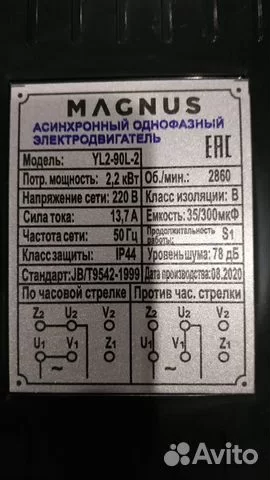 MAGNUS
АСИНХРОННЫЙ ОДНОФАЗНЫЙ
ЭЛЕКТРОДВИГАТЕЛЬ
EAC
Модель: YL2-90L-2
Потр. мощность: 2,2 кВт Об./мин.: 2860
Напряжение сети: 220 В Класс изоляции: В
Сила тока: 13,7 А Емкость: 35/300мкФ
Частота сети: 50 Гц Продолжительность работы: S1
Класс защиты: IP44 Уровень шума: 78 дБ
Стандарт: JB/T9542-1999 Дата производства: 08.2020
По часовой стрелке Против час. стрелки
Z2 U2 V2 Z2 U2 V2
U1 V1 Z1 U1 V1 Z1
~ ~
Avito